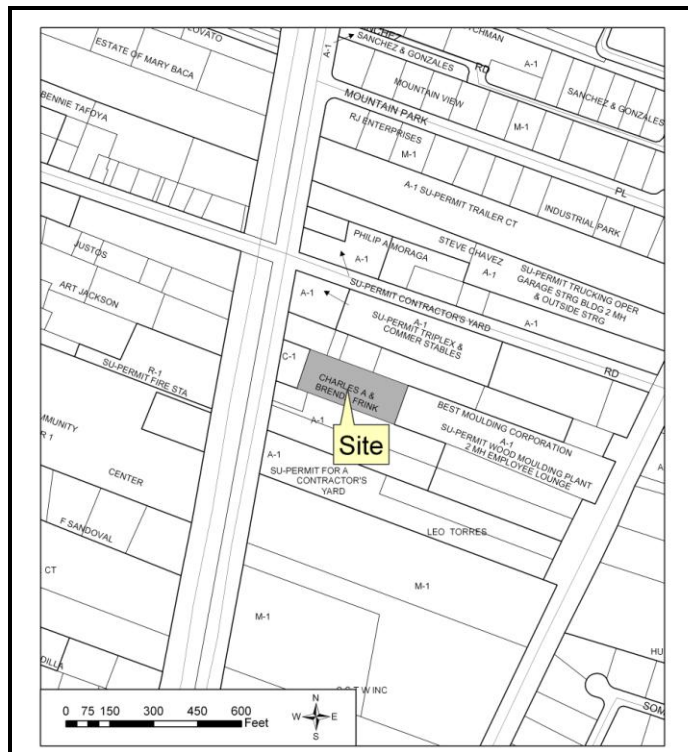 LOVATO
ESTATE OF MARY BACA
A-1
SANCHEZ
SANCHEZ & GONZALES
RD
A-1
SANCHEZ & GONZALES
MOUNTAIN VIEW
MOUNTAIN PARK
PL
M-1
BENNIE TAFOYA
RJ ENTERPRISES
M-1
A-1 SU-PERMIT TRAILER CT
INDUSTRIAL PARK
STEVE CHAVEZ
PHILIP A MORAGA
A-1
A-1
SU-PERMIT TRUCKING OPER
GARAGE STRG BLDG 2 MH
& OUTSIDE STRG
JUSTOS
SU-PERMIT CONTRACTOR'S YARD
A-1
A-1
A-1
SU-PERMIT TRIPLEX &
COMMER STABLES
RD
ART JACKSON
R-1
SU-PERMIT FIRE STA
C-1
CHARLES A &
FRINK
Site
A-1
BEST MOULDING CORPORATION
A-1
SU-PERMIT WOOD MOULDING PLANT
2 MH EMPLOYEE LOUNGE
CENTER
A-1
SU-PERMIT FOR A
CONTRACTOR'S
YARD
F SANDOVAL
LEO TORRES
CT
M-1
M-1
0 75 150 300 450 600
Feet
N
W E
S